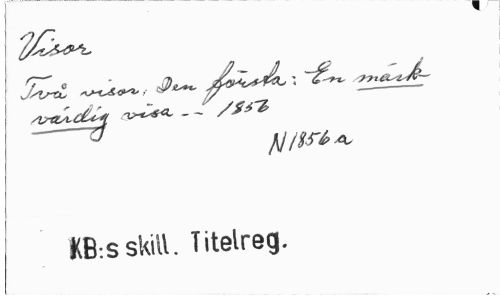 Visor
Två visor. Den första: En märk-
värdig visa -- 1856
N1856a
KB:s skill. Titelreg.